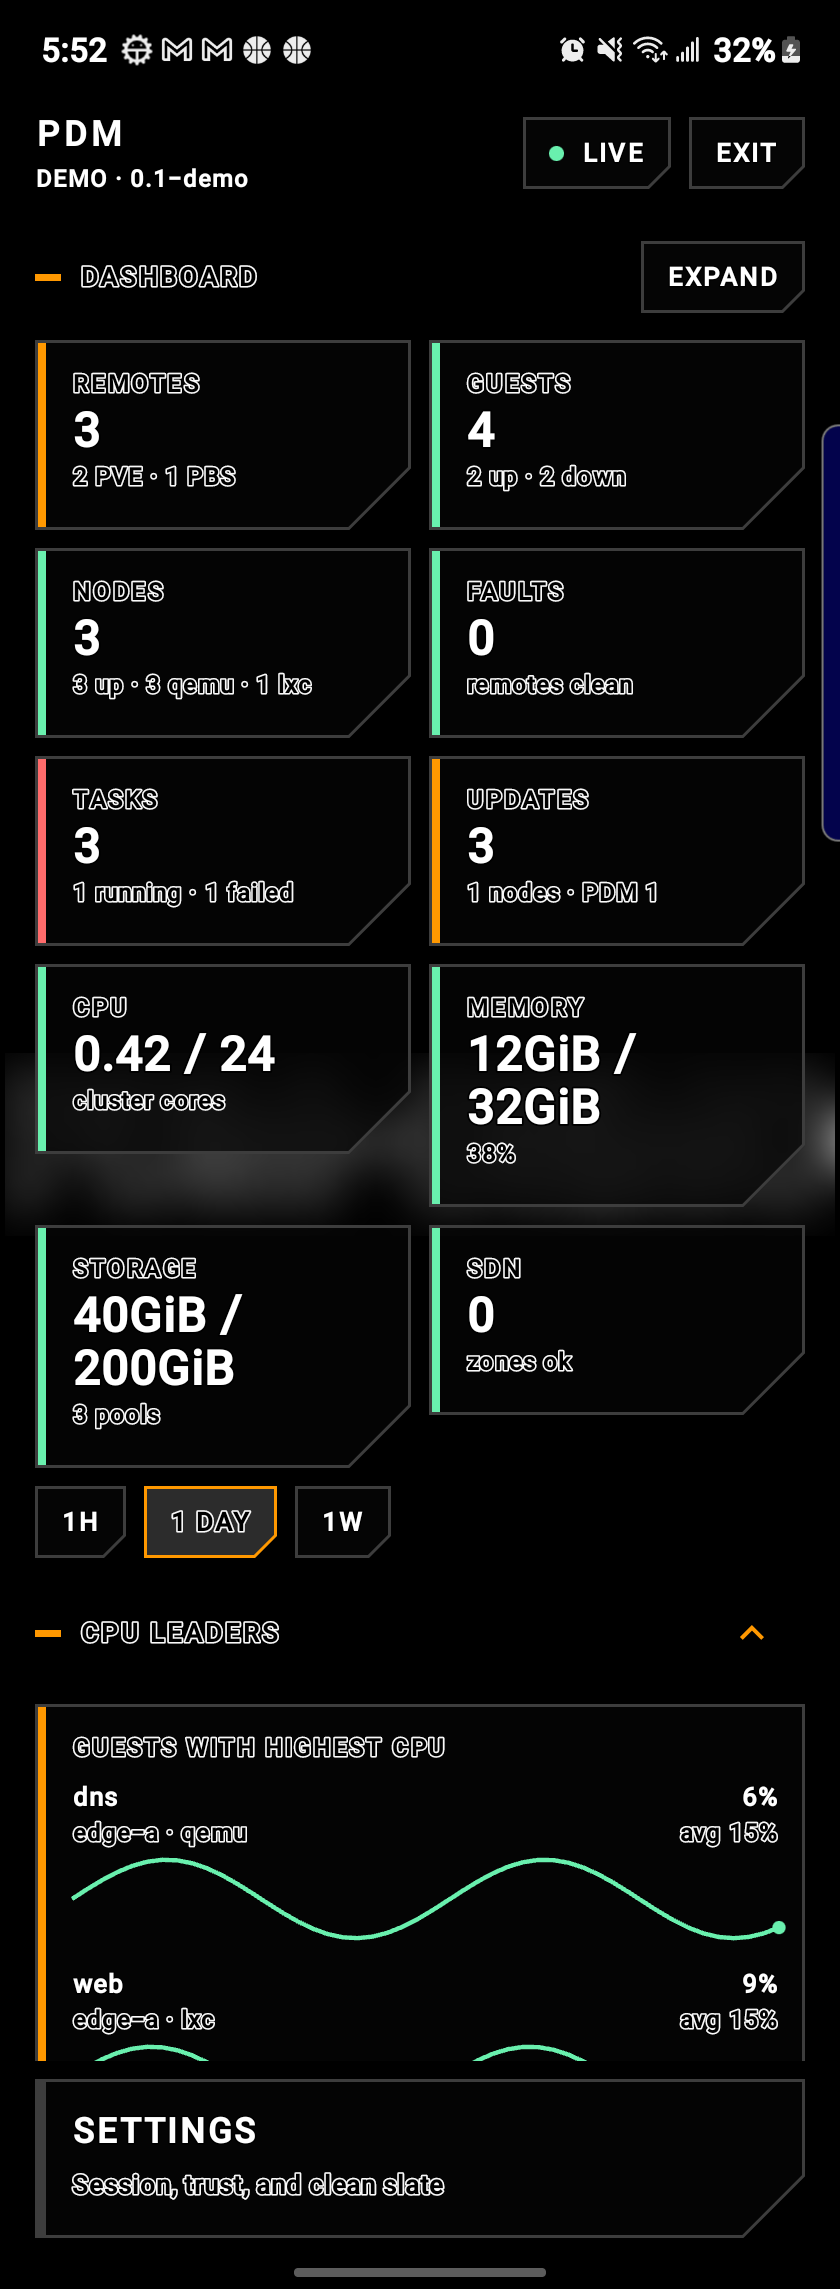 5:52
32%
PDM
DEMO · 0.1-demo
LIVE
EXIT
DASHBOARD
EXPAND
REMOTES
3
2 PVE · 1 PBS
GUESTS
4
2 up · 2 down
NODES
3
3 up · 3 qemu · 1 lxc
FAULTS
0
remotes clean
TASKS
3
1 running · 1 failed
UPDATES
3
1 nodes · PDM 1
CPU
0.42 / 24
cluster cores
MEMORY
12GiB /
32GiB
38%
STORAGE
40GiB /
200GiB
3 pools
SDN
0
zones ok
1H
1 DAY
1W
CPU LEADERS
GUESTS WITH HIGHEST CPU
dns
6%
edge-a · qemu
avg 15%
web
9%
edge-a · lxc
avg 15%
SETTINGS
Session, trust, and clean slate